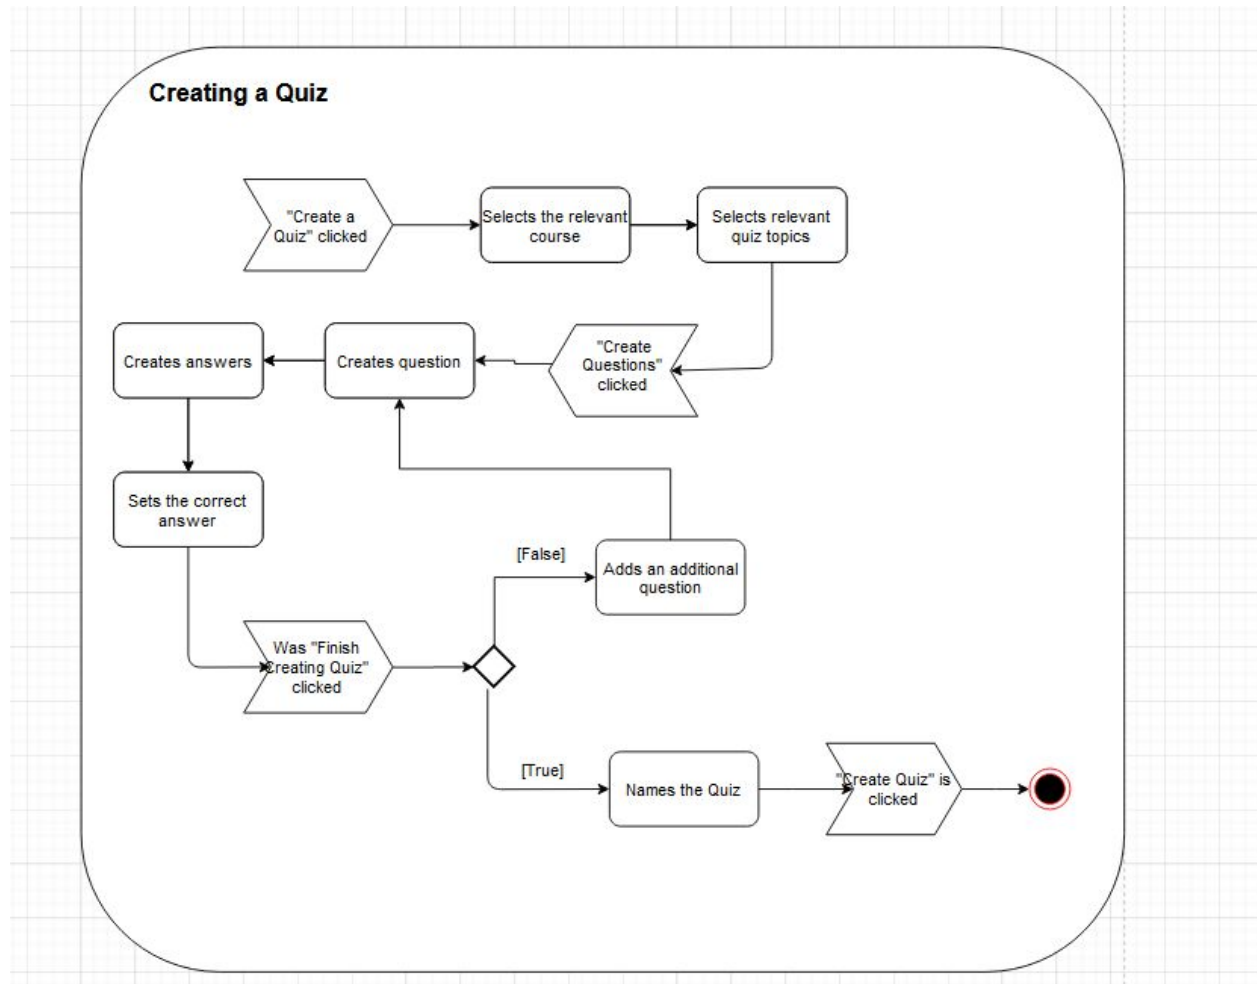 Creating a Quiz
"Create a
Quiz" clicked
Selects the relevant
course
Selects relevant
quiz topics
Creates answers
Creates question
"Create
Questions"
clicked
Sets the correct
answer
[False]
Adds an additional
question
Was "Finish
Creating Quiz"
clicked
[True]
Names the Quiz
"Create Quiz" is
clicked